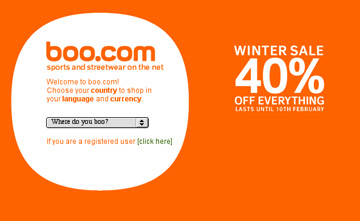 boo.com
sports and streetwear on the net
Welcome to boo.com!
Choose your country to shop in
your language and currency.
Where do you boo?
If you are a registered user [click here]
WINTER SALE
40%
OFF EVERYTHING
LASTS UNTIL 10TH FEBRUARY